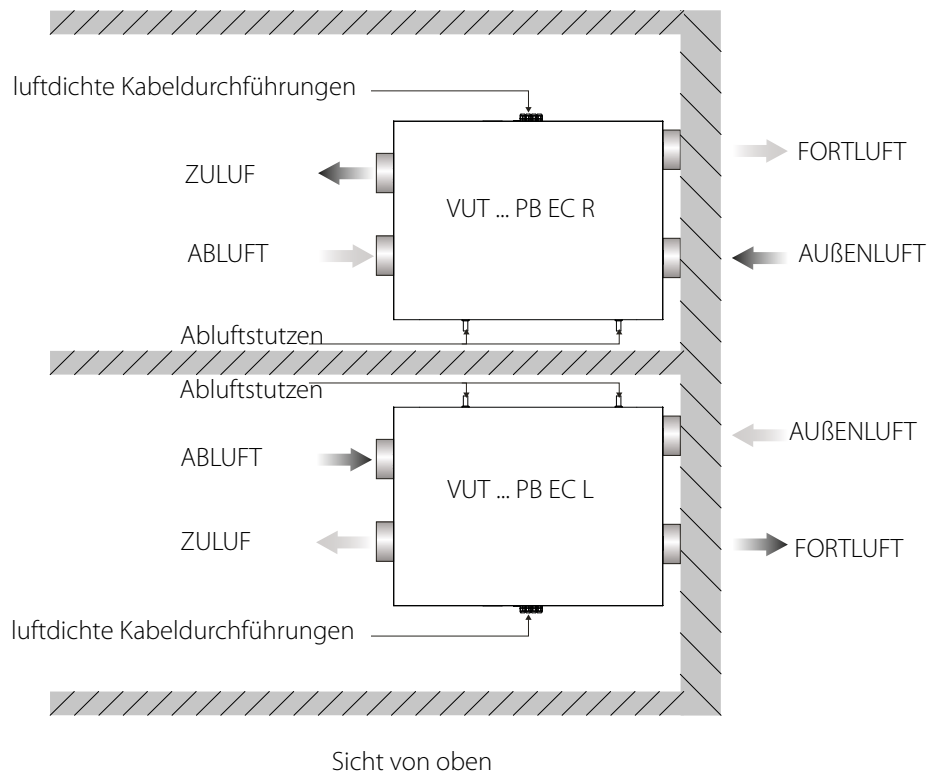 luftdichte Kabeldurchführungen
FORTLUFT
ZULUF
VUT ... PB EC R
ABLUFT
AUßENLUFT
Abluftstutzen
Abluftstutzen
AUßENLUFT
ABLUFT
VUT ... PB EC L
ZULUF
FORTLUFT
luftdichte Kabeldurchführungen
Sicht von oben